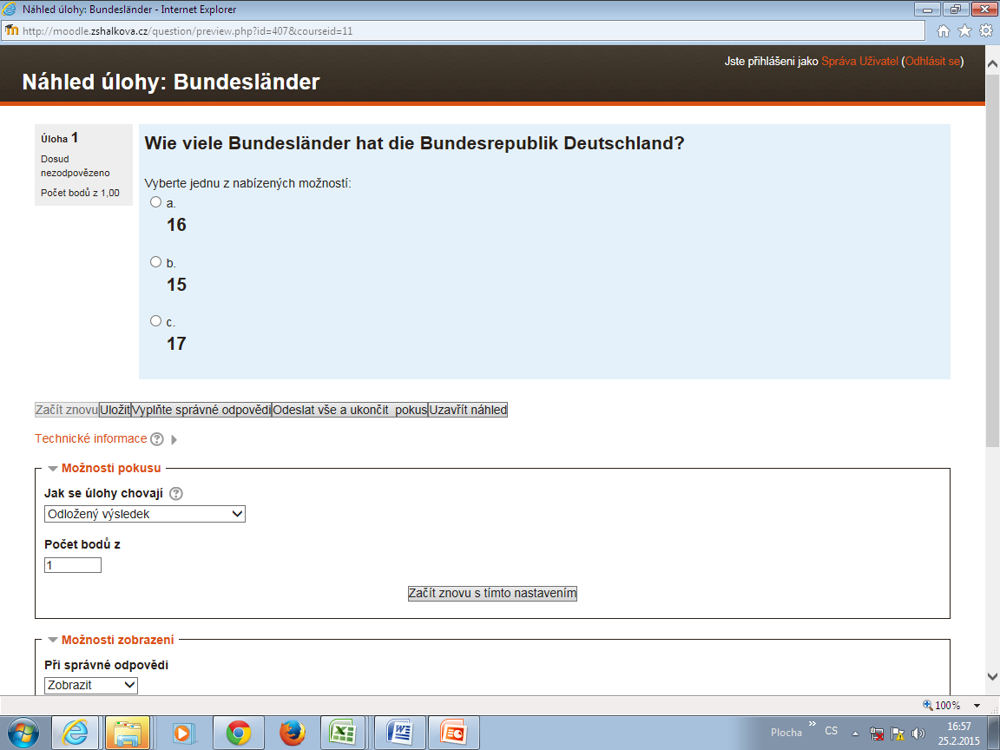 Náhled úlohy: Bundesländer - Internet Explorer
http://moodle.zshalkova.cz/question/preview.php?id=407&courseid=11
Jste přihlášeni jako Správa Uživatel (Odhlásit se)
Náhled úlohy: Bundesländer
Úloha 1
Dosud
nezodpovězeno
Počet bodů z 1,00
Wie viele Bundesländer hat die Bundesrepublik Deutschland?
Vyberte jednu z nabízených možností:
a.
16
b.
15
c.
17
Začít znovu Uložit Vyplňte správné odpovědi Odeslat vše a ukončit pokus Uzavřít náhled
Technické informace
Možnosti pokusu
Jak se úlohy chovají
Odložený výsledek
Počet bodů z
1
Začít znovu s tímto nastavením
Možnosti zobrazení
Při správné odpovědi
Zobrazit
100%
Plocha » CS 16:57
25.2.2015